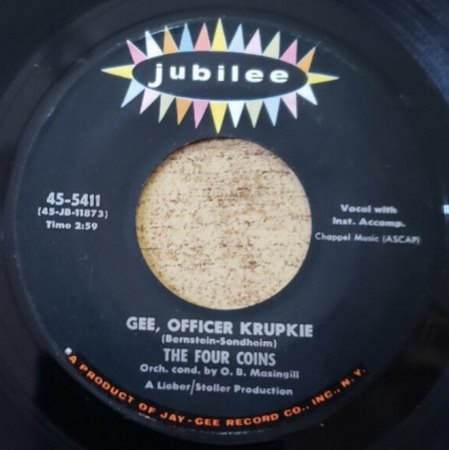 jubilee
45-5411
(45-JB-11873)
Time 2:59
Vocal with
Inst. Accomp.
Chappel Music (ASCAP)
GEE, OFFICER KRUPKIE
(Bernstein-Sondheim)
THE FOUR COINS
Orch. cond. by O. B. Masingill
A Lieber/Stoller Production
A PRODUCT OF JAY-GEE RECORD CO., INC., N. Y.